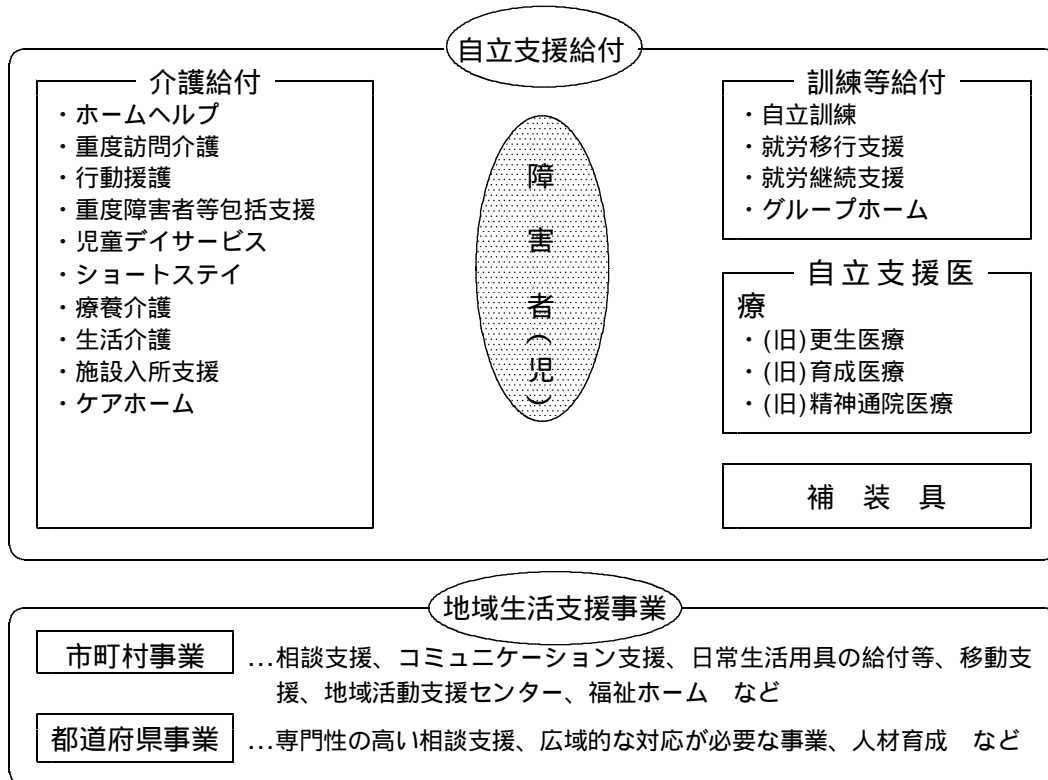 自立支援給付
介護給付
・ホームヘルプ
・重度訪問介護
・行動援護
・重度障害者等包括支援
・児童デイサービス
・ショートステイ
・療養介護
・生活介護
・施設入所支援
・ケアホーム
障害者(児)
訓練等給付
・自立訓練
・就労移行支援
・就労継続支援
・グループホーム
自立支援医
療
・(旧)更生医療
・(旧)育成医療
・(旧)精神通院医療
補装具
地域生活支援事業
市町村事業 …相談支援、コミュニケーション支援、日常生活用具の給付等、移動支
援、地域活動支援センター、福祉ホーム　など
都道府県事業 …専門性の高い相談支援、広域的な対応が必要な事業、人材育成　など